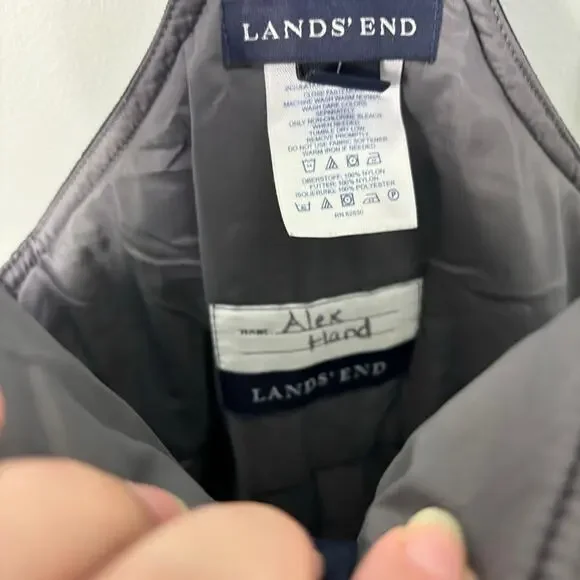 LANDS' END
CLOSE FASTENERS
MACHINE WASH WARM NORMAL
WASH DARK COLORS
SEPARATELY
ONLY NON-CHLORINE BLEACH
WHEN NEEDED
TUMBLE DRY LOW
REMOVE PROMPTLY
DO NOT USE FABRIC SOFTENER
WARM IRON IF NEEDED
OBERSTOFF: 100% NYLON
FUTTER: 100% NYLON
ISOLIERUNG: 100% POLYESTER
RN 62830
NAME: Alex
Hand
LANDS' END